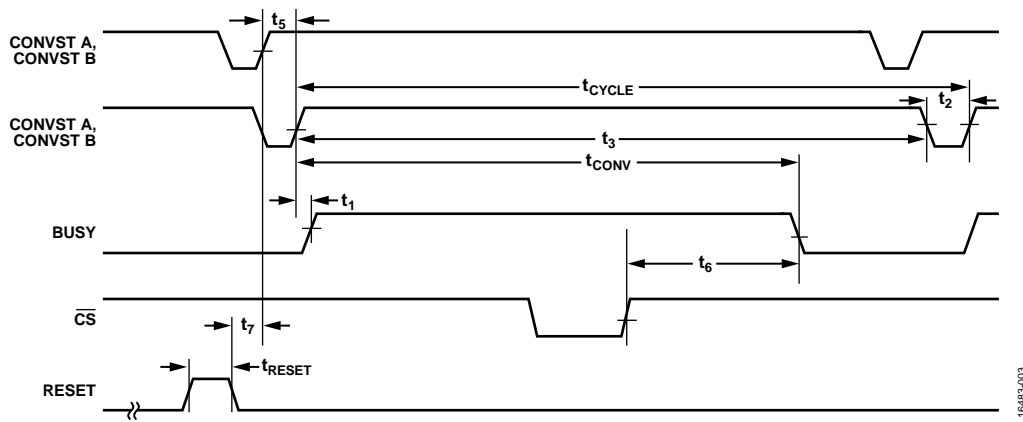 t5
CONVST A,
CONVST B
tCYCLE
t2
CONVST A,
CONVST B
t3
tCONV
t1
BUSY
t6
CS
t7
tRESET
RESET
16483-003